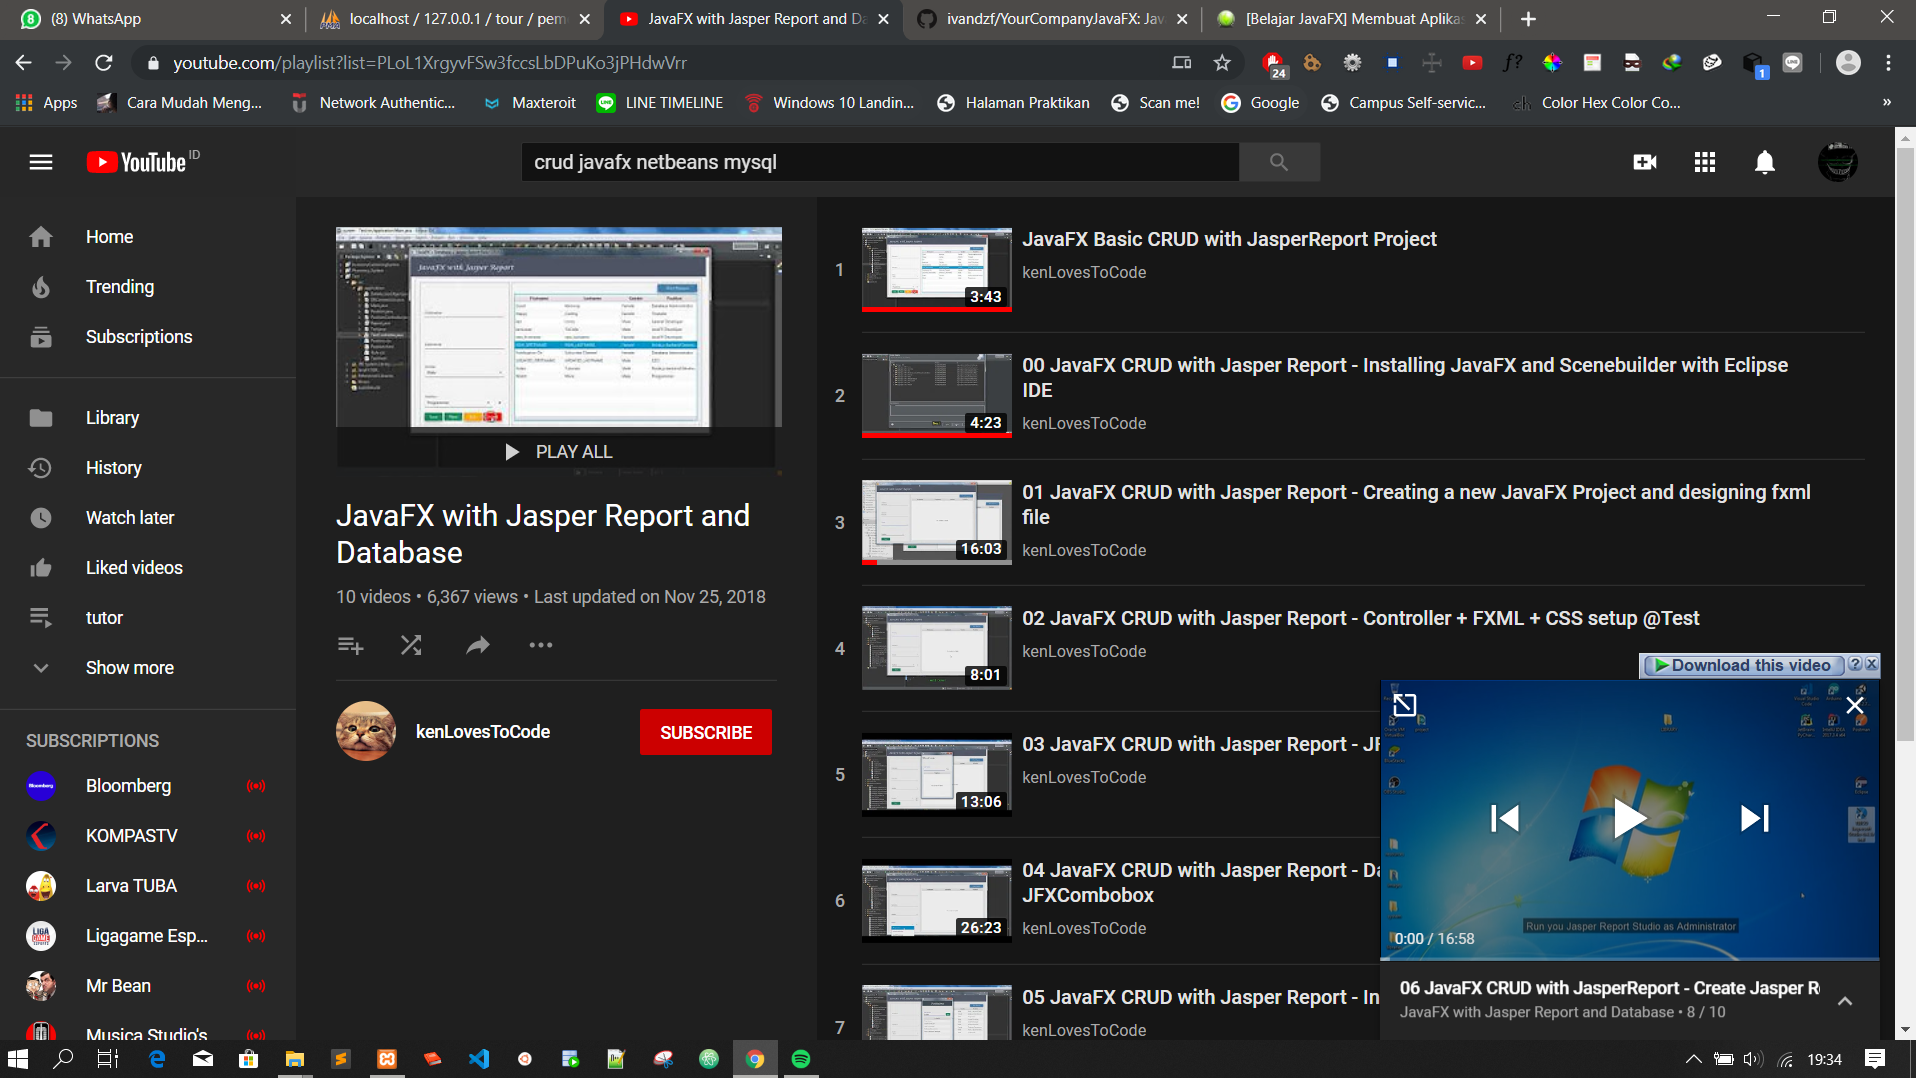 (8) WhatsApp
localhost / 127.0.0.1 / tour / pem
JavaFX with Jasper Report and Da
ivandzf/YourCompanyJavaFX: Jav
[Belajar JavaFX] Membuat Aplikas
youtube.com/playlist?list=PLoL1XrgyvFSw3fccsLbDPuKo3jPHdwVrr
24
f?
1
Apps
Cara Mudah Meng...
Network Authentic...
Maxteroit
LINE TIMELINE
Windows 10 Landin...
Halaman Praktikan
Scan me!
Google
Campus Self-servic...
ch
Color Hex Color Co...
»
YouTube ID
crud javafx netbeans mysql
Home
Trending
Subscriptions
Library
History
Watch later
Liked videos
tutor
Show more
SUBSCRIPTIONS
Bloomberg
KOMPASTV
Larva TUBA
Ligagame Esp...
Mr Bean
Musica Studio's
JavaFX with Jasper Report
PLAY ALL
JavaFX with Jasper Report and
Database
10 videos • 6,367 views • Last updated on Nov 25, 2018
kenLovesToCode
SUBSCRIBE
1
3:43
JavaFX Basic CRUD with JasperReport Project
kenLovesToCode
2
4:23
00 JavaFX CRUD with Jasper Report - Installing JavaFX and Scenebuilder with Eclipse
IDE
kenLovesToCode
3
16:03
01 JavaFX CRUD with Jasper Report - Creating a new JavaFX Project and designing fxml
file
kenLovesToCode
4
8:01
02 JavaFX CRUD with Jasper Report - Controller + FXML + CSS setup @Test
kenLovesToCode
5
13:06
03 JavaFX CRUD with Jasper Report - JF
kenLovesToCode
6
26:23
04 JavaFX CRUD with Jasper Report - Da
JFXCombobox
kenLovesToCode
7
05 JavaFX CRUD with Jasper Report - In
kenLovesToCode
Download this video
Run you Jasper Report Studio as Administrator
0:00 / 16:58
06 JavaFX CRUD with JasperReport - Create Jasper R
JavaFX with Jasper Report and Database • 8 / 10
19:34